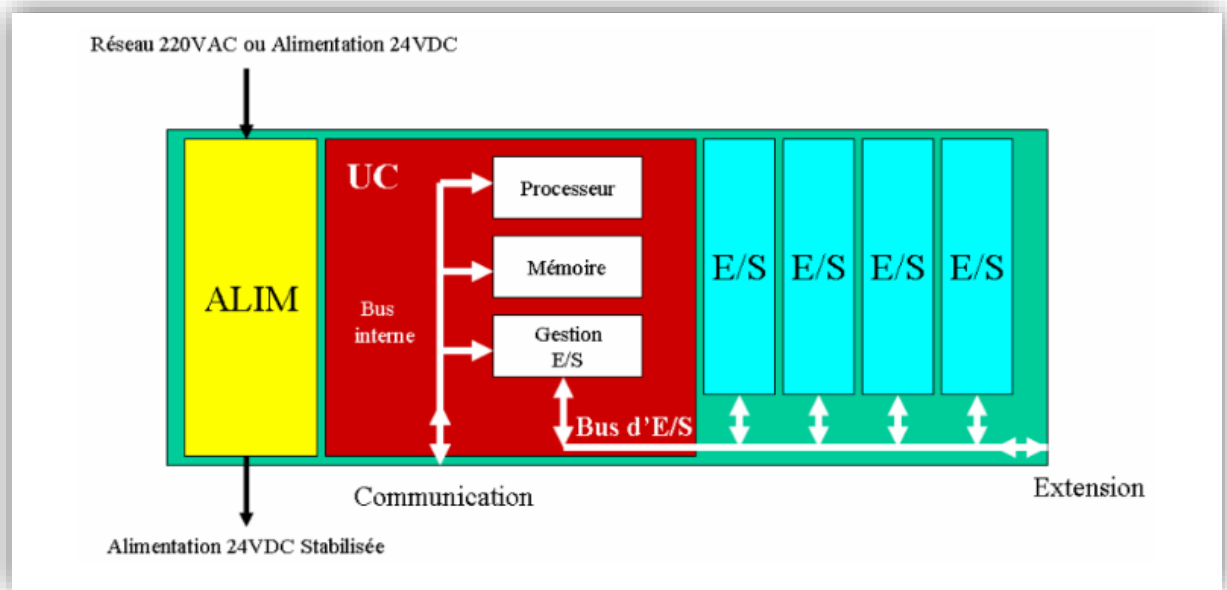 Réseau 220VAC ou Alimentation 24VDC
UC
Processeur
Mémoire
Gestion
E/S
Bus
interne
ALIM
E/S
E/S
E/S
E/S
Bus d'E/S
Communication
Extension
Alimentation 24VDC Stabilisée